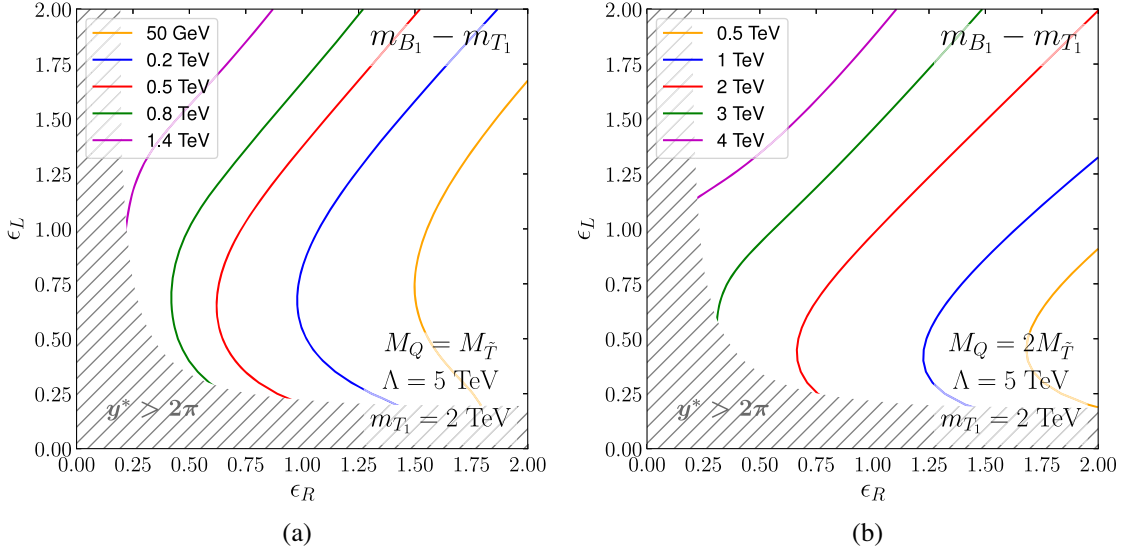 2.00
1.75
1.50
1.25
1.00
0.75
0.50
0.25
0.00
ϵ_L
50 GeV
0.2 TeV
0.5 TeV
0.8 TeV
1.4 TeV
m_{B_1} − m_{T_1}
M_Q = M_{T̃}
Λ = 5 TeV
m_{T_1} = 2 TeV
y* > 2π
0.00 0.25 0.50 0.75 1.00 1.25 1.50 1.75 2.00
ϵ_R
(a)
2.00
1.75
1.50
1.25
1.00
0.75
0.50
0.25
0.00
ϵ_L
0.5 TeV
1 TeV
2 TeV
3 TeV
4 TeV
m_{B_1} − m_{T_1}
M_Q = 2M_{T̃}
Λ = 5 TeV
m_{T_1} = 2 TeV
y* > 2π
0.00 0.25 0.50 0.75 1.00 1.25 1.50 1.75 2.00
ϵ_R
(b)